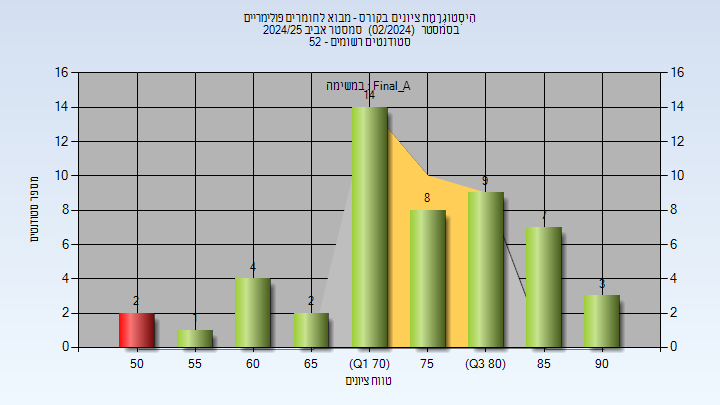 היסטוגרמת ציונים בקורס - מבוא לחומרים פולימריים
בסמסטר (02/2024) סמסטר אביב 2024/25
סטודנטים רשומים - 52
במשימה : Final_A
16 16
14 14
12 12
10 10
8 8
6 6
4 4
2 2
0 0
2 1 4 2 14 8 9 7 3
50 55 60 65 (Q1 70) 75 (Q3 80) 85 90
טווח ציונים
מספר סטודנטים